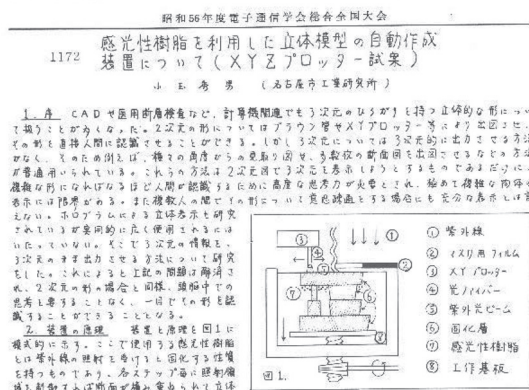 昭和56年度電子通信学会総合全国大会
1172 感光性樹脂を利用した立体模型の自動作成
装置について(XYZプロッター試案)
小玉秀男 (名古屋市工業研究所)
1. 序 CADや医用断層検査など、計算機関連でも3次元のひろがりを持つ立体的な形につい
て扱うことが多くなった。2次元の形についてはブラウン管やXYプロッター等により出図させ、
その形を直接人間に認識させることができる。しかし3次元については3次元的に出力させる方法
がなく、そのため例えば、種々の角度からの見取り図や、多数枚の断面図を出図させるなどの方法
が普通用いられている。これらの方法は2次元図で3次元を表示しようとするものであるだけに、
複雑な形になればなるほど人間が認識するために高度な思考力が必要とされ、極めて複雑な肉体の
表示には限界がある。また複数人の間でその形について意思疎通とする場合にも充分な表示とは言
えない。ホログラムによる立体表示も研究
されているが実用的に広く使用されるには
いたっていない。そこで3次元の情報を、
3次元のまま出力させる方法について研究
をした。これによると上記の問題は解消さ
れ、2次元の形の場合と同様、頭脳中での
思考を要することなく、一目でその形を認
識することができることとなる。
2. 装置の原理 装置と原理を図1に
模式的に示す。ここで使用する感光性樹脂
とは紫外線の照射を受けると固化する性質
を持つものであり、各ステップ毎に照射領
図1.
① 紫外線
② マスク用フィルム
③ XYプロッター
④ 光ファイバー
⑤ 紫外光ビーム
⑥ 固化層
⑦ 感光性樹脂
⑧ 工作基板